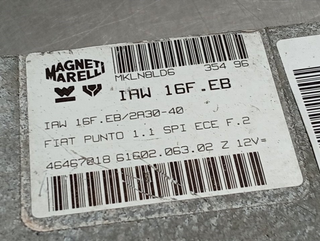 MAGNETI
MARELLI
MKLN8LD6 354 96
IAW 16F.EB
IAW 16F.EB/2A30-40
FIAT PUNTO 1.1 SPI ECE F.2
46467018 61602.063.02 Z 12V=